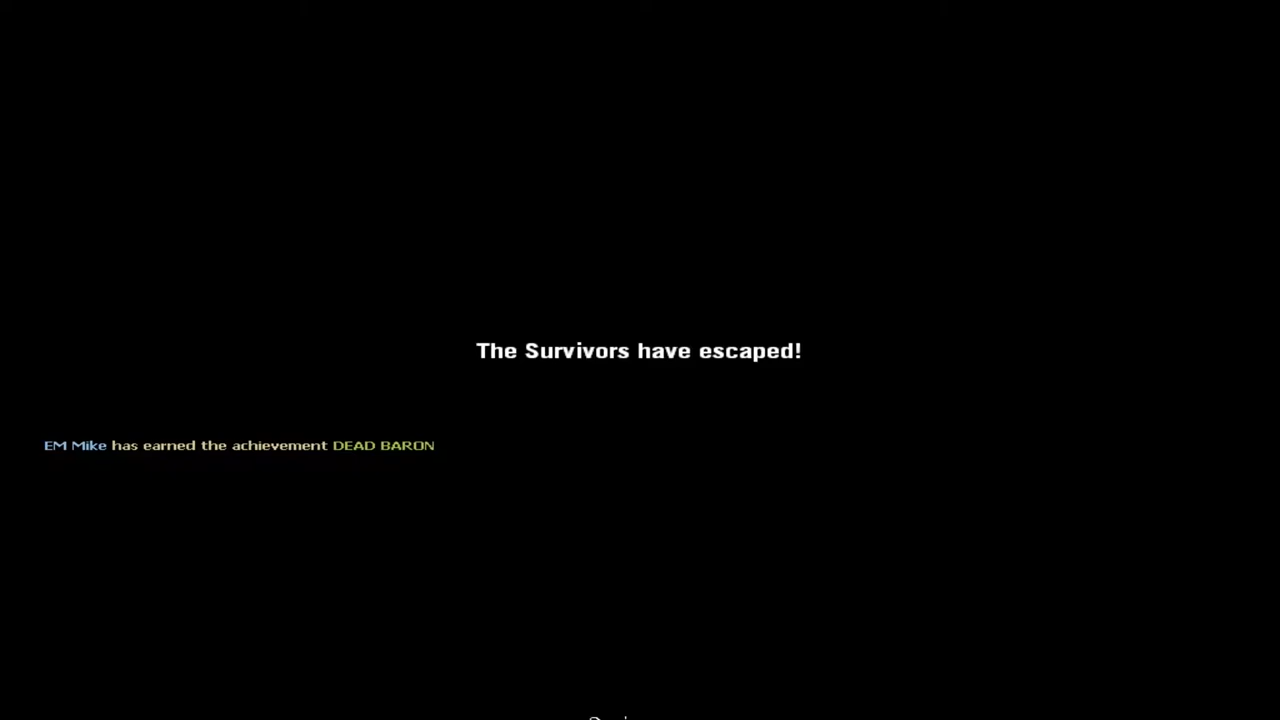 The Survivors have escaped!
EM Mike has earned the achievement DEAD BARON